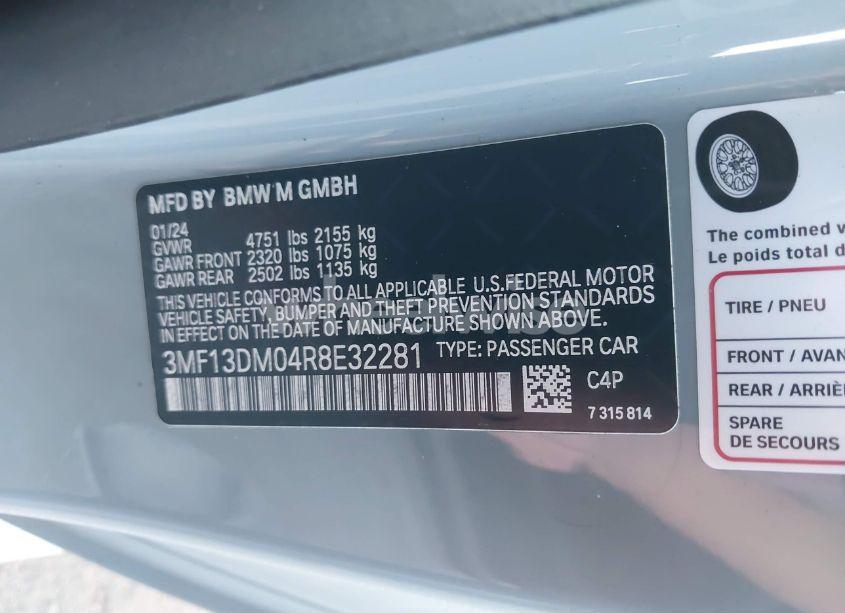 MFD BY BMW M GMBH
01/24
GVWR 4751 lbs 2155 kg
GAWR FRONT 2320 lbs 1075 kg
GAWR REAR 2502 lbs 1135 kg
THIS VEHICLE CONFORMS TO ALL APPLICABLE U.S.FEDERAL MOTOR
VEHICLE SAFETY, BUMPER AND THEFT PREVENTION STANDARDS
IN EFFECT ON THE DATE OF MANUFACTURE SHOWN ABOVE.
3MF13DM04R8E32281 TYPE: PASSENGER CAR
C4P
7 315 814
The combined
Le poids total
TIRE / PNEU
FRONT / AVAN
REAR / ARRIÈ
SPARE
DE SECOURS